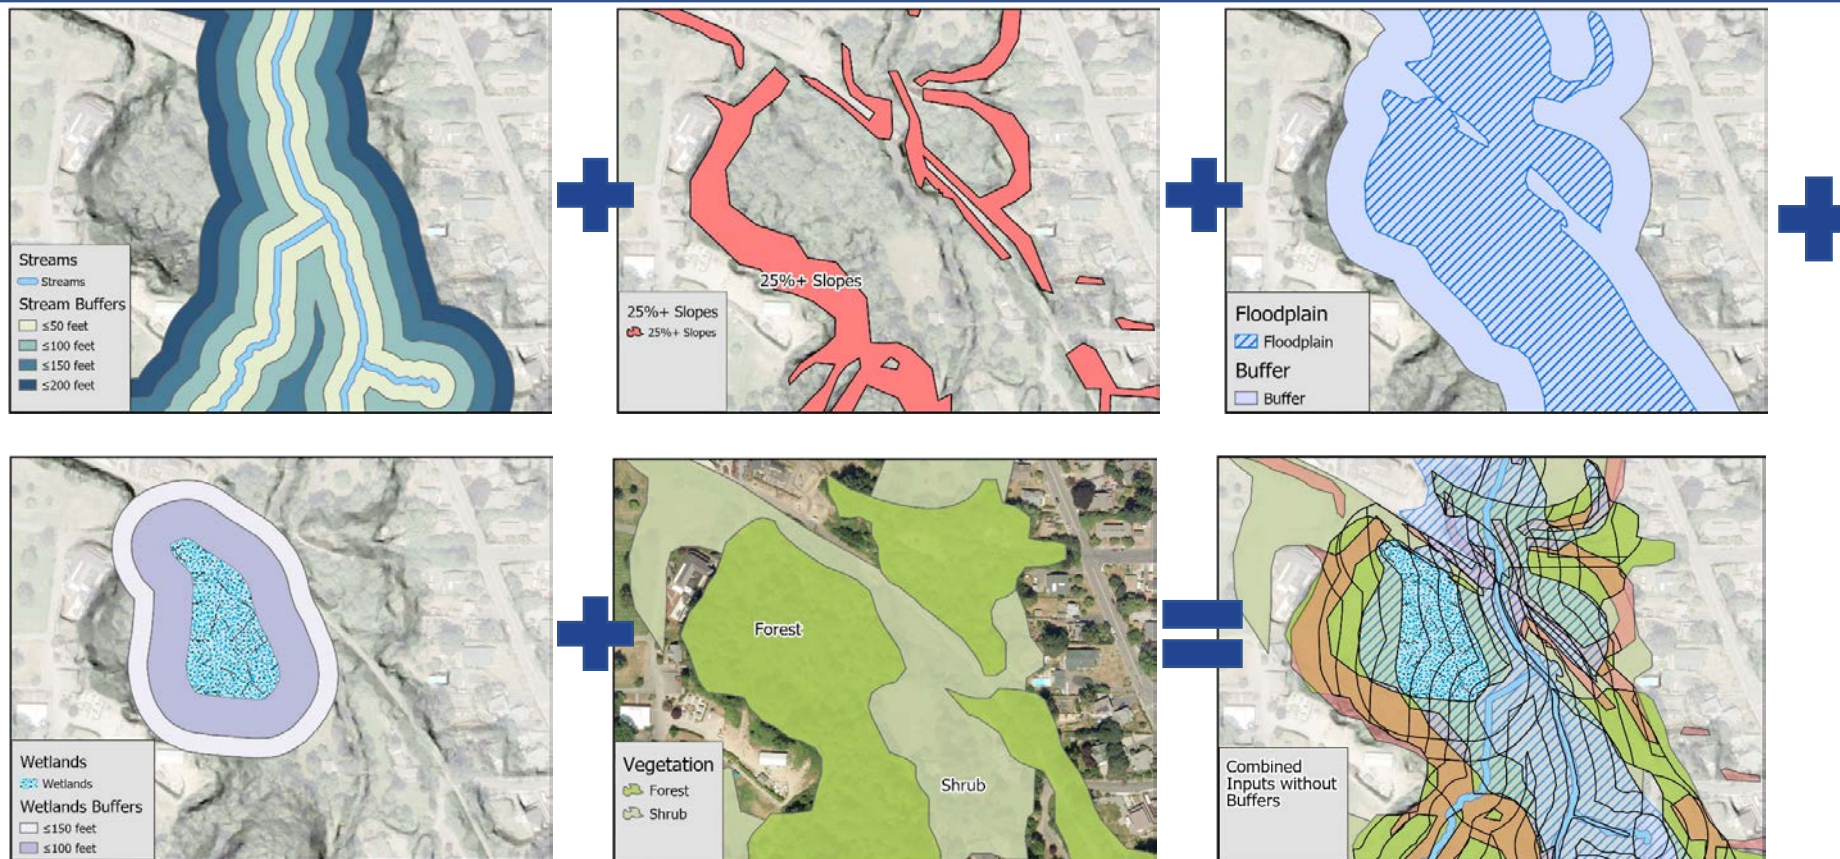 Streams
Streams
Stream Buffers
≤50 feet
≤100 feet
≤150 feet
≤200 feet
25%+ Slopes
25%+ Slopes
25%+ Slopes
Floodplain
Floodplain
Buffer
Buffer
Wetlands
Wetlands
Wetlands Buffers
≤150 feet
≤100 feet
Forest
Shrub
Vegetation
Forest
Shrub
Combined
Inputs without
Buffers